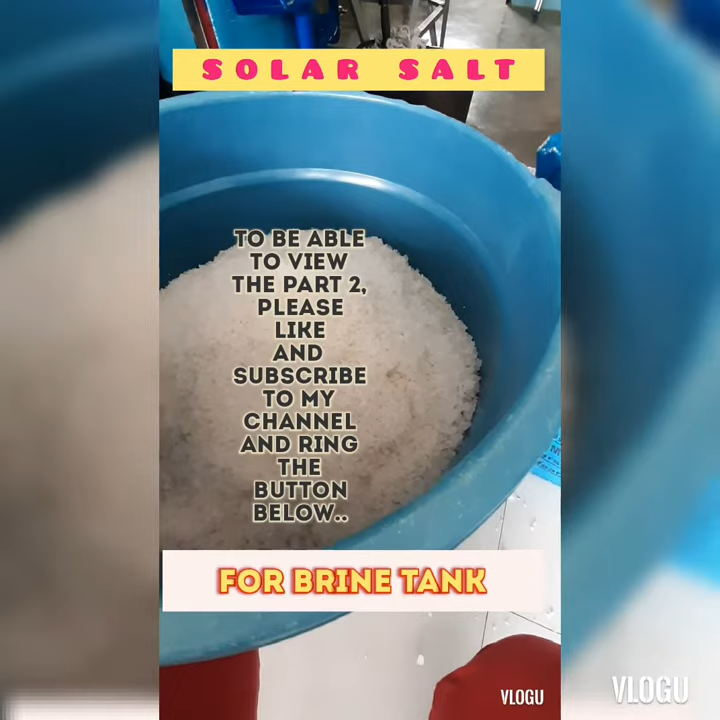 SOLAR SALT
TO BE ABLE
TO VIEW
THE PART 2,
PLEASE
LIKE
AND
SUBSCRIBE
TO MY
CHANNEL
AND RING
THE
BUTTON
BELOW..
FOR BRINE TANK
VLOGU
VLOGU